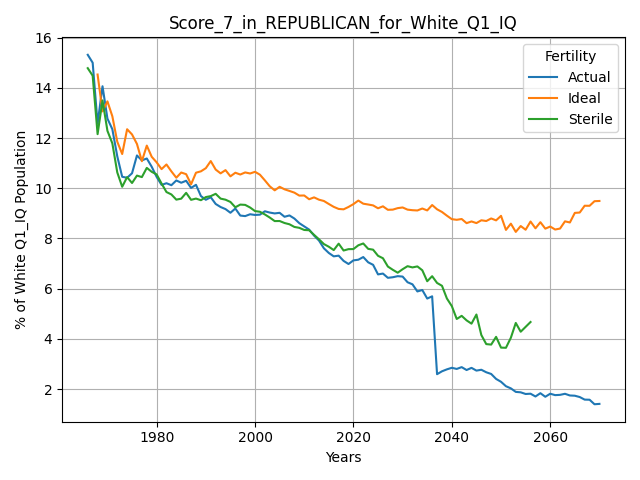 Score_7_in_REPUBLICAN_for_White_Q1_IQ
% of White Q1_IQ Population
16
14
12
10
8
6
4
2
Fertility
Actual
Ideal
Sterile
1980
2000
2020
2040
2060
Years